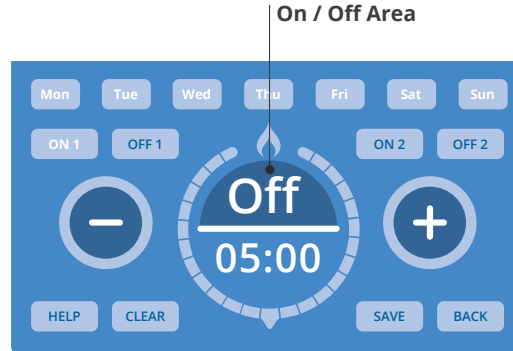 On / Off Area
Mon Tue Wed Thu Fri Sat Sun
ON 1 OFF 1 ON 2 OFF 2
Off
05:00
HELP CLEAR SAVE BACK